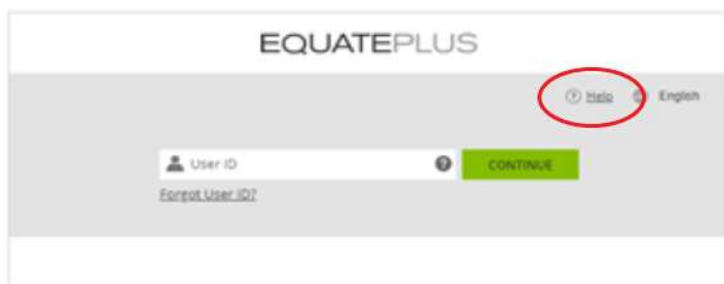 EQUATEPLUS
Help English
User ID
CONTINUE
Forgot User ID?